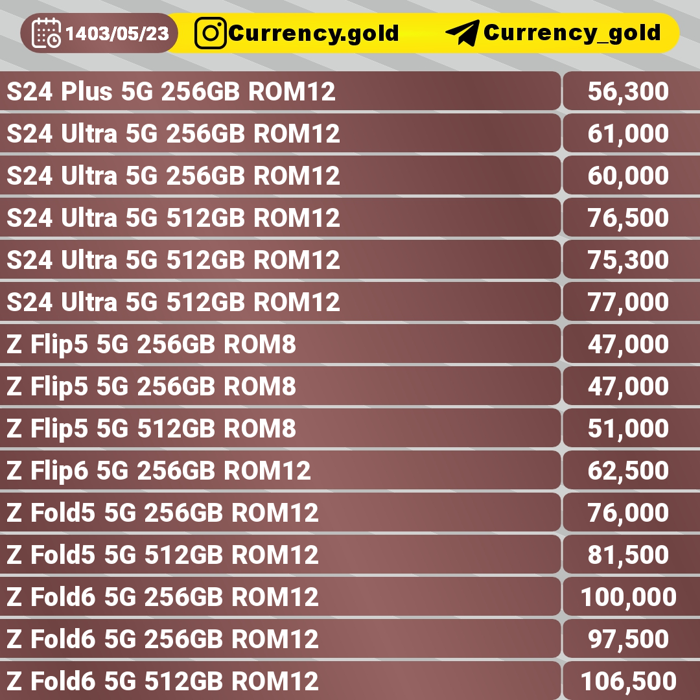 1403/05/23 Currency.gold Currency_gold
S24 Plus 5G 256GB ROM12 56,300
S24 Ultra 5G 256GB ROM12 61,000
S24 Ultra 5G 256GB ROM12 60,000
S24 Ultra 5G 512GB ROM12 76,500
S24 Ultra 5G 512GB ROM12 75,300
S24 Ultra 5G 512GB ROM12 77,000
Z Flip5 5G 256GB ROM8 47,000
Z Flip5 5G 256GB ROM8 47,000
Z Flip5 5G 512GB ROM8 51,000
Z Flip6 5G 256GB ROM12 62,500
Z Fold5 5G 256GB ROM12 76,000
Z Fold5 5G 512GB ROM12 81,500
Z Fold6 5G 256GB ROM12 100,000
Z Fold6 5G 256GB ROM12 97,500
Z Fold6 5G 512GB ROM12 106,500